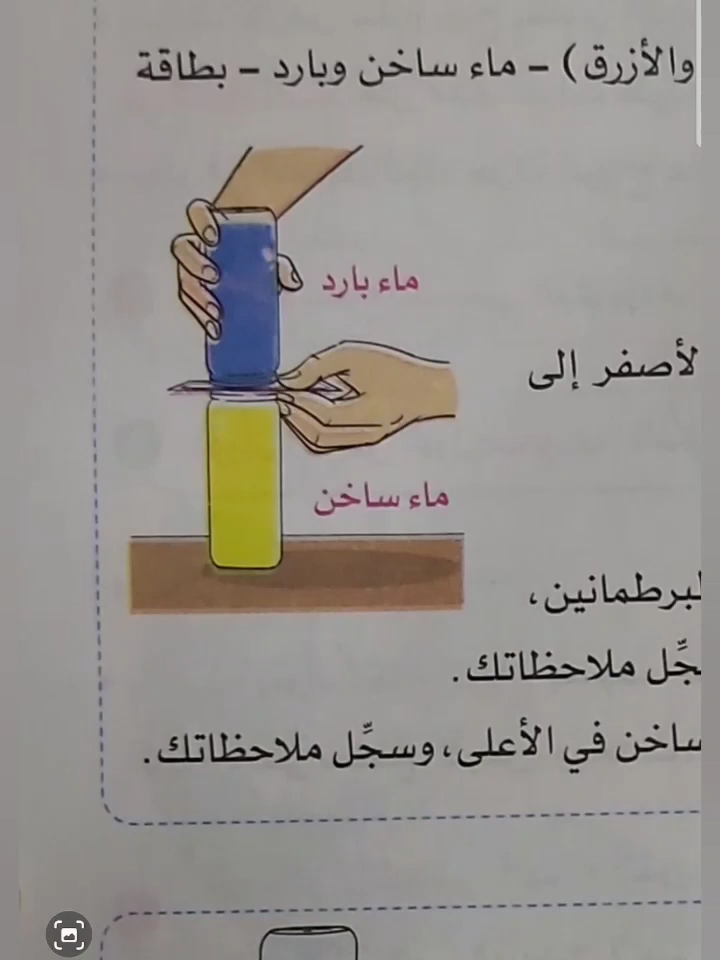 والأزرق) - ماء ساخن وبارد - بطاقة
ماء بارد
لأصفر إلى
ماء ساخن
لبرطمانين،
جِّل ملاحظاتك.
ساخن في الأعلى، وسجِّل ملاحظاتك.